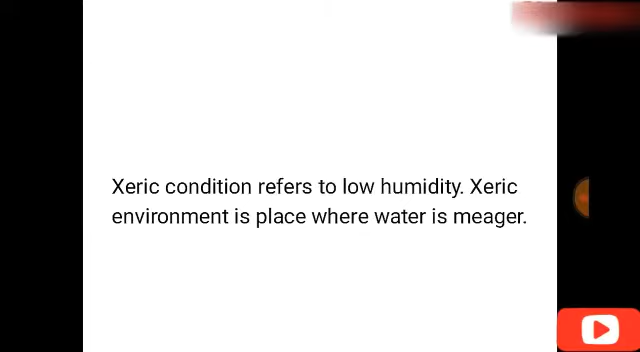 Xeric condition refers to low humidity. Xeric
environment is place where water is meager.